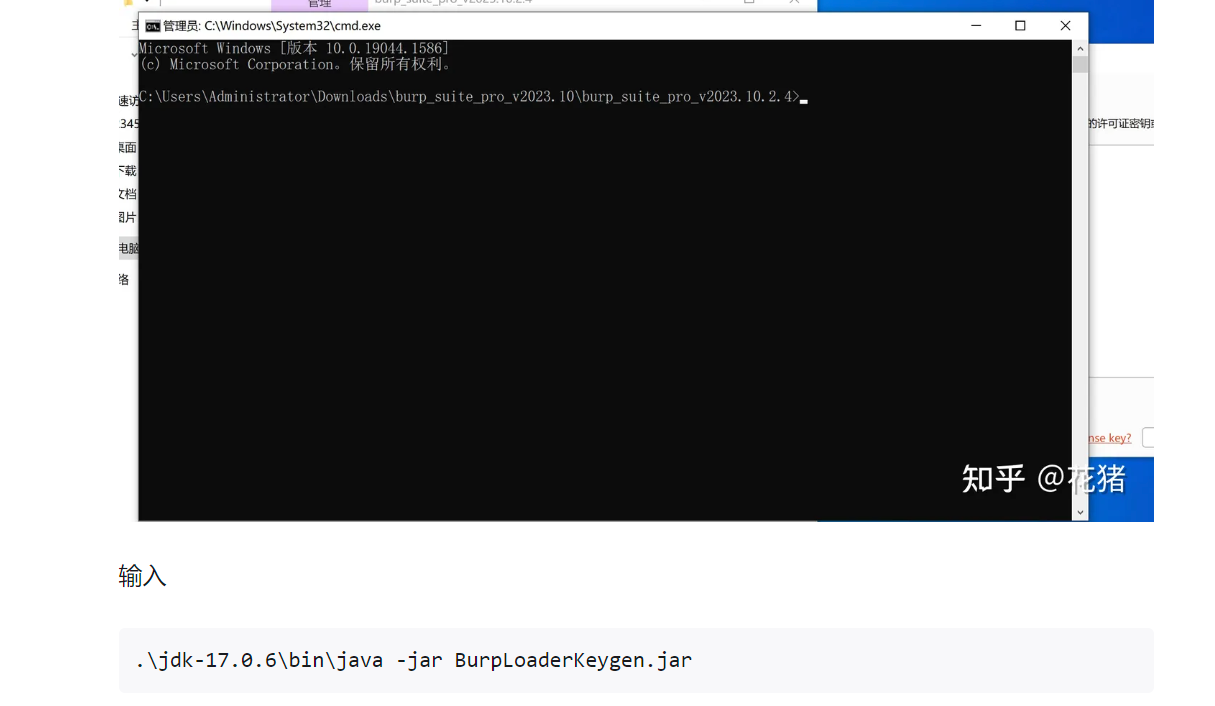 管理
burp_suite_pro_v2023.10.2.4
管理员: C:\Windows\System32\cmd.exe
Microsoft Windows [版本 10.0.19044.1586]
(c) Microsoft Corporation。保留所有权利。
C:\Users\Administrator\Downloads\burp_suite_pro_v2023.10\burp_suite_pro_v2023.10.2.4>
速访
345
桌面
下载
文档
图片
电脑
络
的许可证密钥
nse key?
知乎 @花猪
输入
.\jdk-17.0.6\bin\java -jar BurpLoaderKeygen.jar